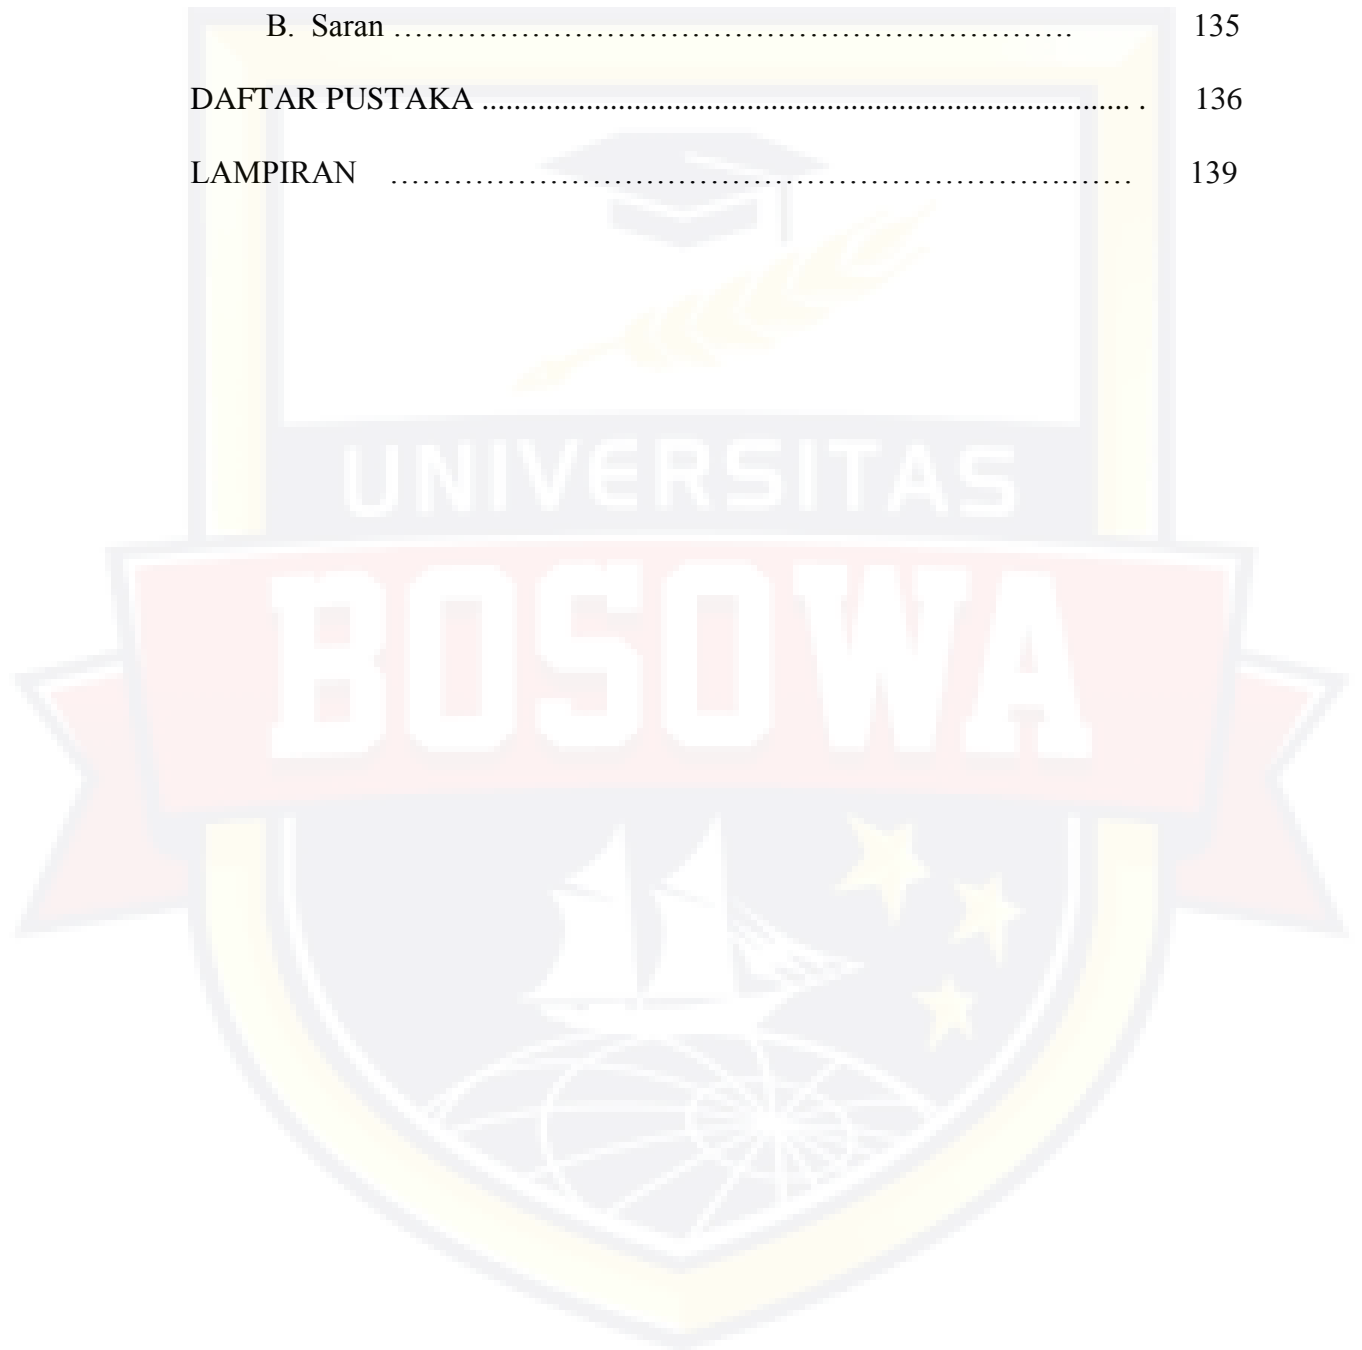 B. Saran …………………………………………………………. 135
DAFTAR PUSTAKA .................................................................................. . 136
LAMPIRAN ……………………………………………………………… 139
UNIVERSITAS
BOSOWA